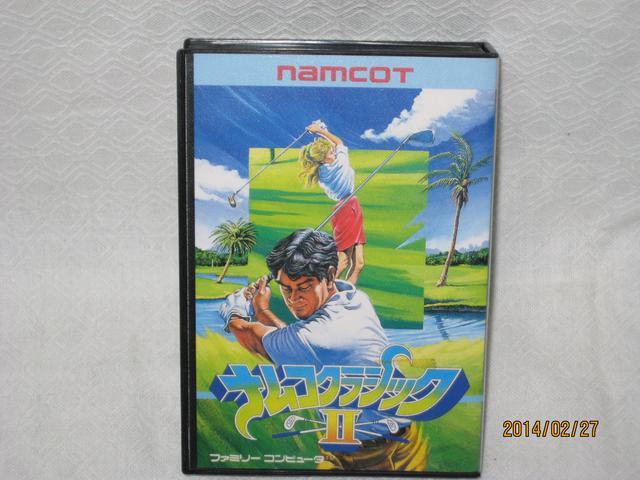 namcot
ナムコクラシック
II
ファミリー コンピュータ
2014/02/27